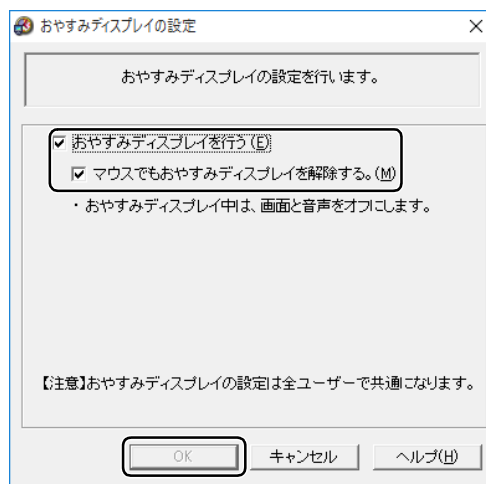 おやすみディスプレイの設定
おやすみディスプレイの設定を行います。
おやすみディスプレイを行う(E)
マウスでもおやすみディスプレイを解除する。(M)
・おやすみディスプレイ中は、画面と音声をオフにします。
【注意】おやすみディスプレイの設定は全ユーザーで共通になります。
OK キャンセル ヘルプ(H)